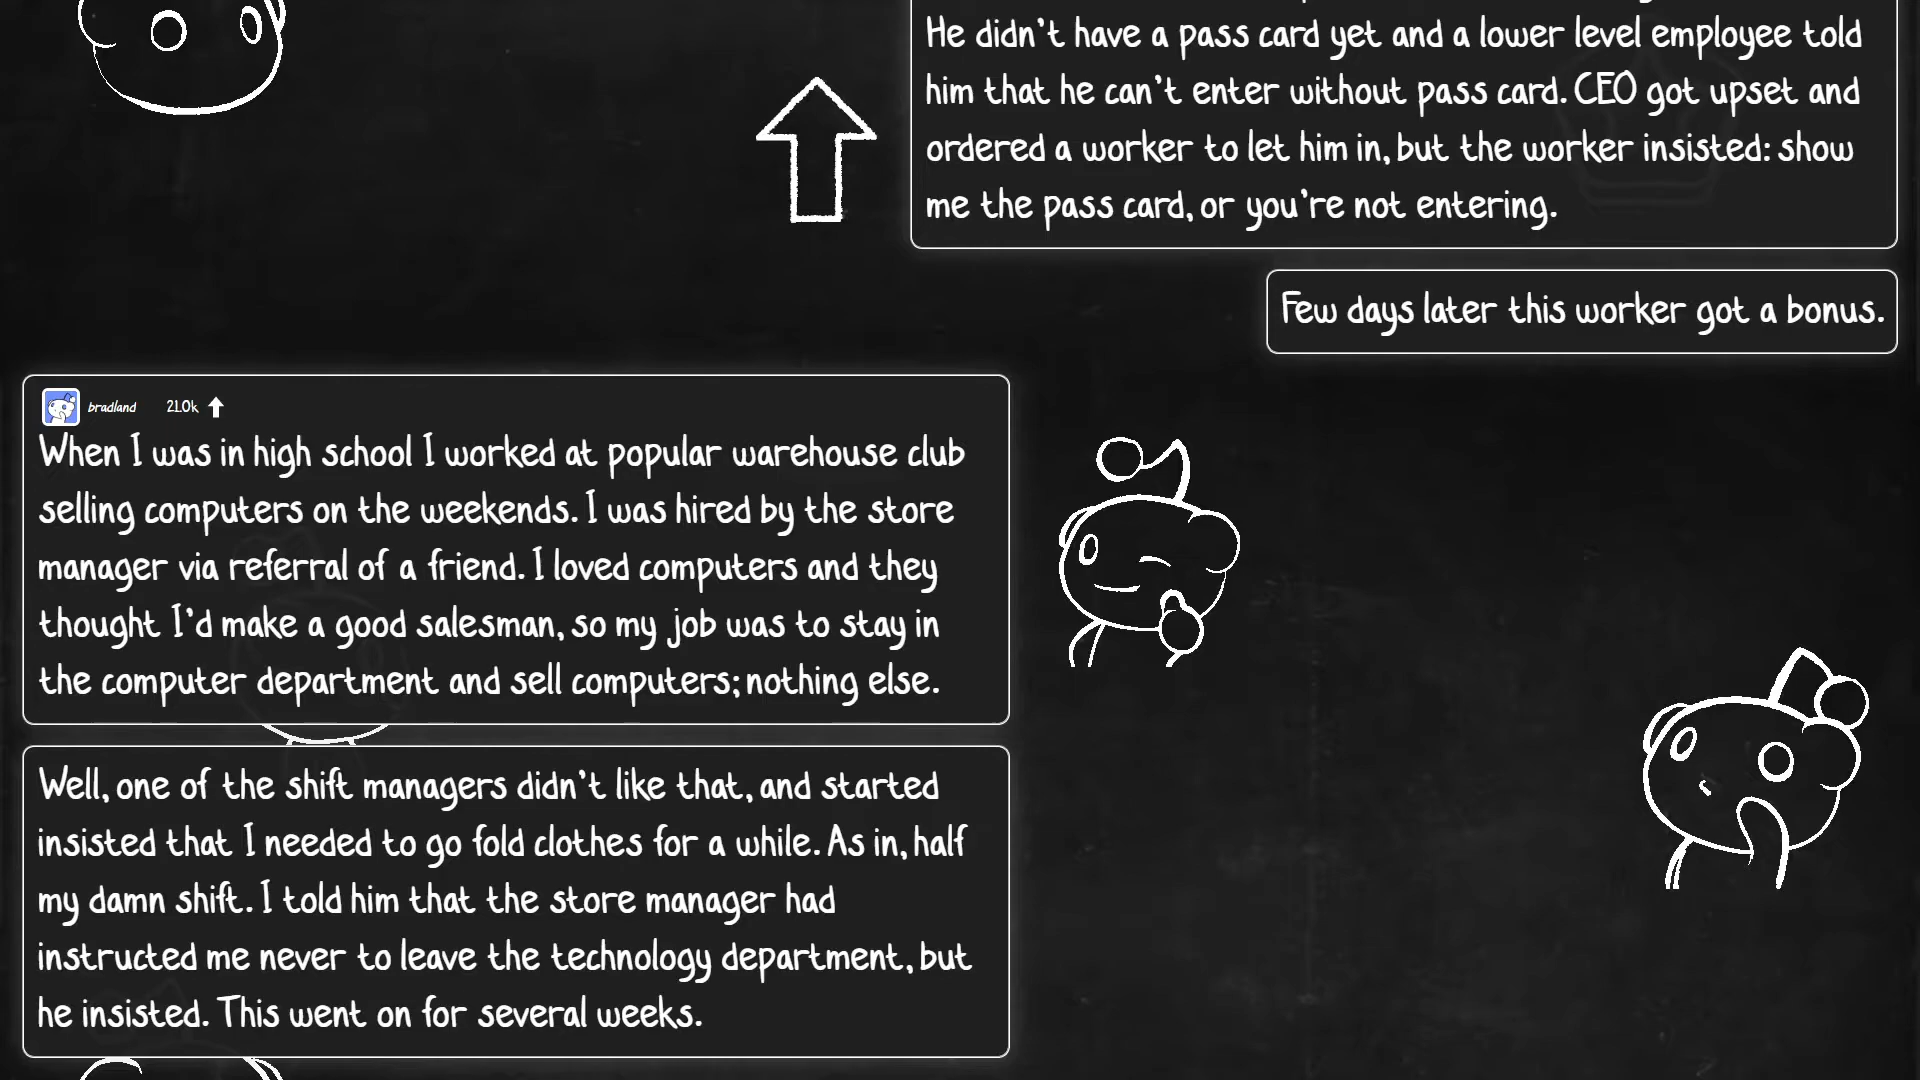 He didn't have a pass card yet and a lower level employee told
him that he can't enter without pass card. CEO got upset and
ordered a worker to let him in, but the worker insisted: show
me the pass card, or you're not entering.
Few days later this worker got a bonus.
bradland 21.0k
When I was in high school I worked at popular warehouse club
selling computers on the weekends. I was hired by the store
manager via referral of a friend. I loved computers and they
thought I'd make a good salesman, so my job was to stay in
the computer department and sell computers; nothing else.
Well, one of the shift managers didn't like that, and started
insisted that I needed to go fold clothes for a while. As in, half
my damn shift. I told him that the store manager had
instructed me never to leave the technology department, but
he insisted. This went on for several weeks.